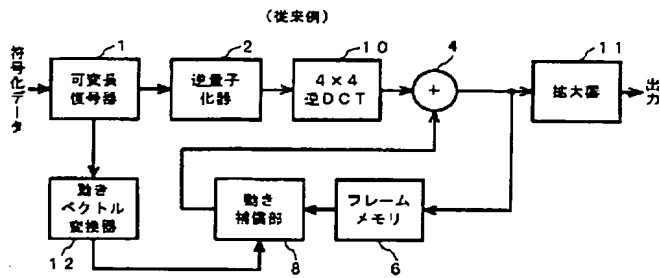 (従来例)
符号化データ
1
可変長
復号器
2
逆量子
化器
10
4×4
逆DCT
4
+
11
拡大器
出力
動き
ベクトル
変換器
12
動き
補償部
8
フレーム
メモリ
6